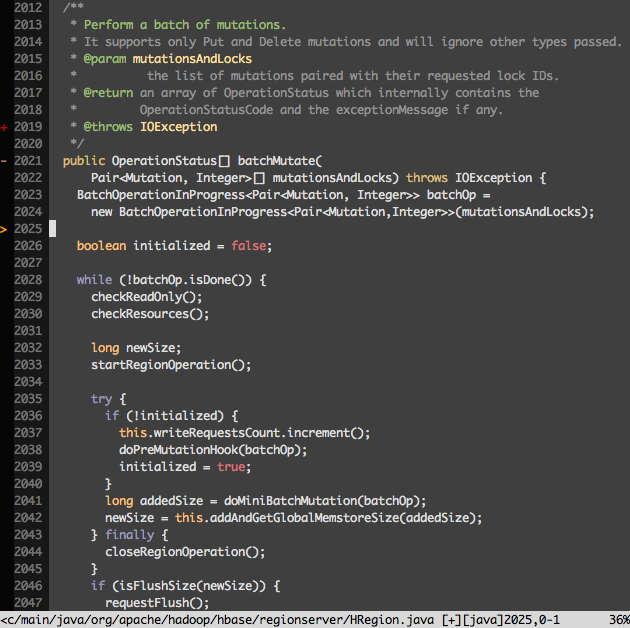 2012 /**
2013  * Perform a batch of mutations.
2014  * It supports only Put and Delete mutations and will ignore other types passed.
2015  * @param mutationsAndLocks
2016  *          the list of mutations paired with their requested lock IDs.
2017  * @return an array of OperationStatus which internally contains the
2018  *         OperationStatusCode and the exceptionMessage if any.
+ 2019  * @throws IOException
2020  */
- 2021 public OperationStatus[] batchMutate(
2022     Pair<Mutation, Integer>[] mutationsAndLocks) throws IOException {
2023   BatchOperationInProgress<Pair<Mutation, Integer>> batchOp =
2024     new BatchOperationInProgress<Pair<Mutation,Integer>>(mutationsAndLocks);
> 2025
2026   boolean initialized = false;
2027
2028   while (!batchOp.isDone()) {
2029     checkReadOnly();
2030     checkResources();
2031
2032     long newSize;
2033     startRegionOperation();
2034
2035     try {
2036       if (!initialized) {
2037         this.writeRequestsCount.increment();
2038         doPreMutationHook(batchOp);
2039         initialized = true;
2040       }
2041       long addedSize = doMiniBatchMutation(batchOp);
2042       newSize = this.addAndGetGlobalMemstoreSize(addedSize);
2043     } finally {
2044       closeRegionOperation();
2045     }
2046     if (isFlushSize(newSize)) {
2047       requestFlush();
<c/main/java/org/apache/hadoop/hbase/regionserver/HRegion.java [+][java]2025,0-1 36%